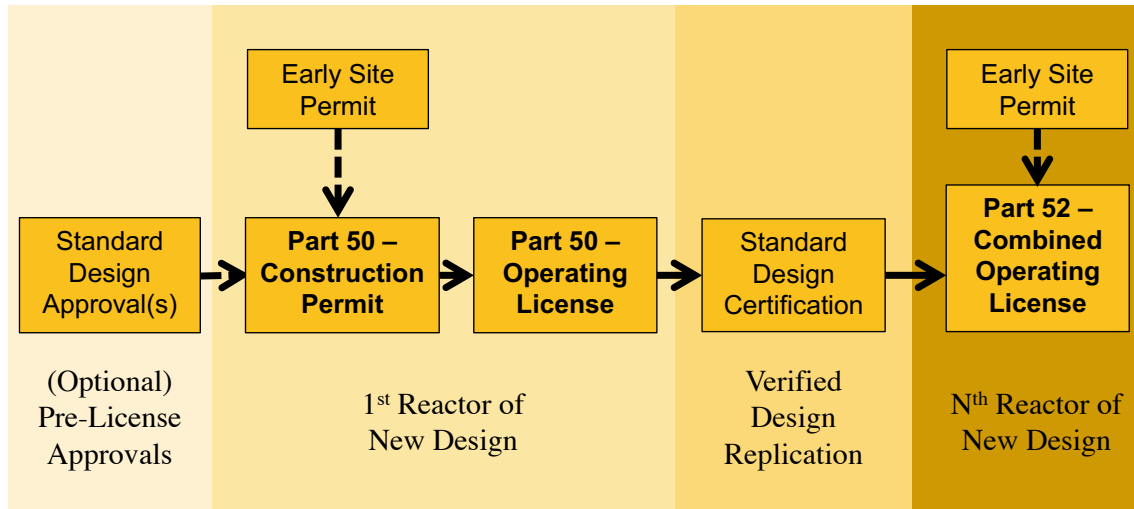 Early Site
Permit
Early Site
Permit
Standard
Design
Approval(s)
Part 50 –
Construction
Permit
Part 50 –
Operating
License
Standard
Design
Certification
Part 52 –
Combined
Operating
License
(Optional)
Pre-License
Approvals
1st Reactor of
New Design
Verified
Design
Replication
Nth Reactor of
New Design